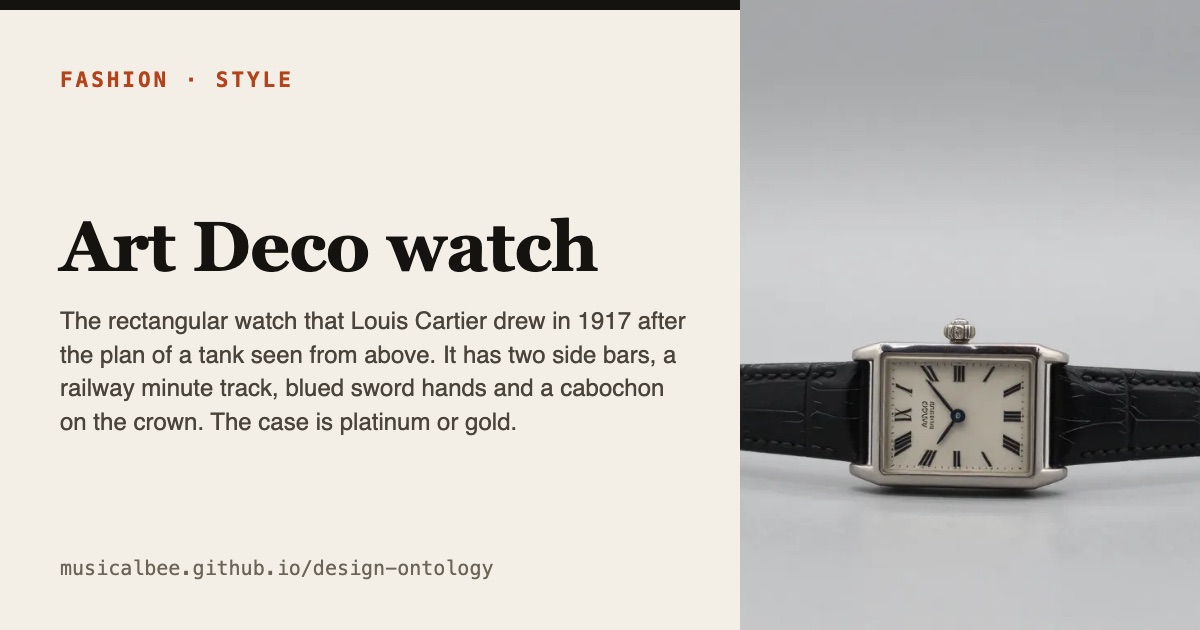 FASHION · STYLE
Art Deco watch
The rectangular watch that Louis Cartier drew in 1917 after
the plan of a tank seen from above. It has two side bars, a
railway minute track, blued sword hands and a cabochon
on the crown. The case is platinum or gold.
musicalbee.github.io/design-ontology
IX